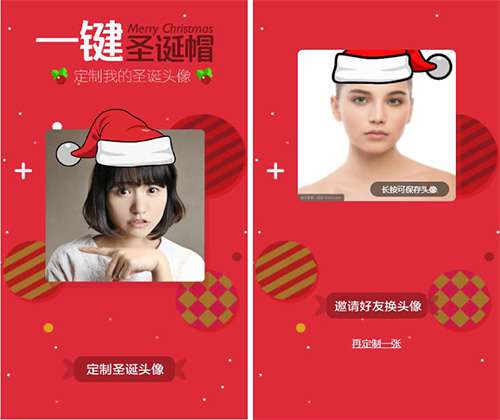 Merry Christmas
一键圣诞帽
定制我的圣诞头像
定制圣诞头像
长按可保存头像
邀请好友换头像
再定制一张